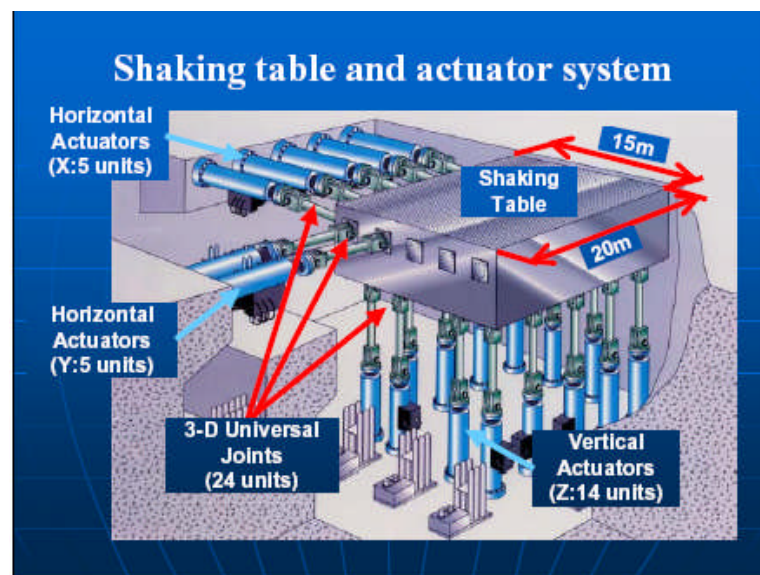 Shaking table and actuator system
Horizontal
Actuators
(X:5 units)
15m
Shaking
Table
20m
Horizontal
Actuators
(Y:5 units)
3-D Universal
Joints
(24 units)
Vertical
Actuators
(Z:14 units)